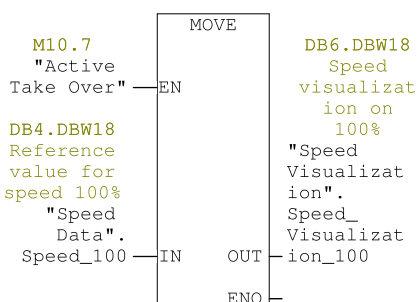 MOVE
M10.7
"Active
Take Over"
EN
DB4.DBW18
Reference
value for
speed 100%
"Speed
Data".
Speed_100
IN
DB6.DBW18
Speed
visualizat
ion on
100%
"Speed
Visualizat
ion".
Speed_
Visualizat
ion_100
OUT
ENO